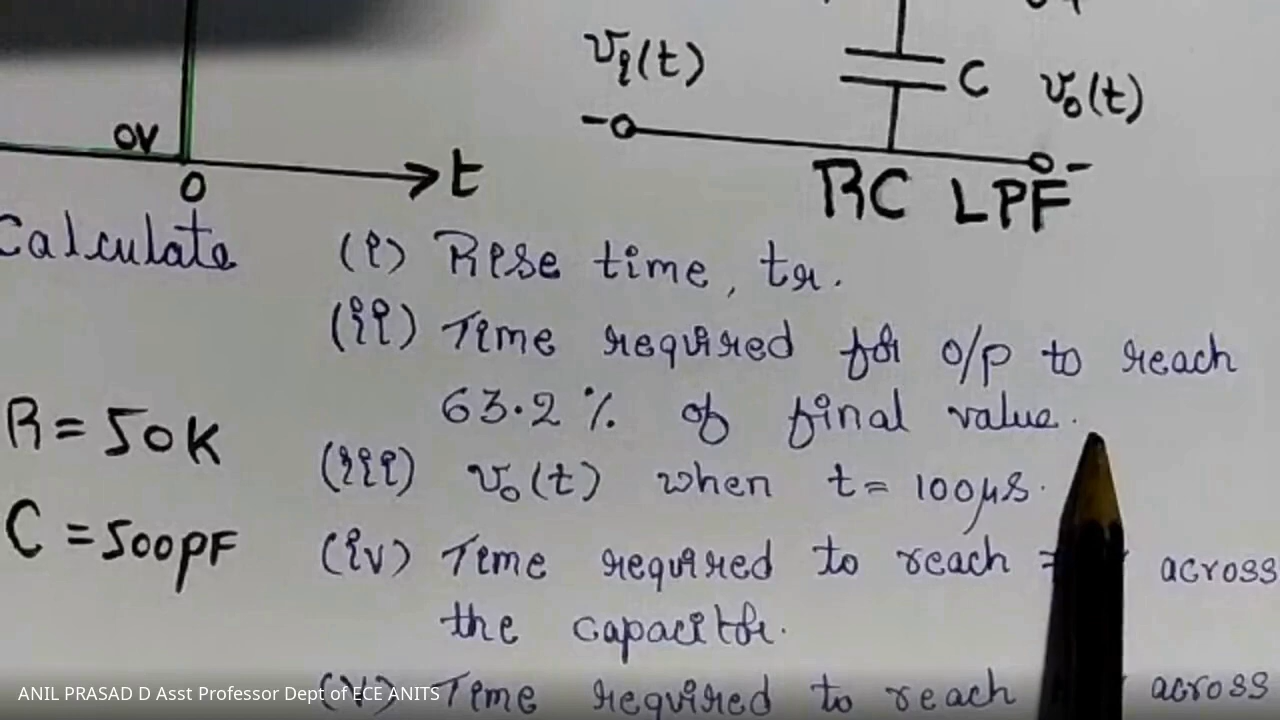 vi(t)
C
vo(t)
0V
-
-
t
0
RC LPF
Calculate (i) Rise time, tr.
(ii) Time required for o/p to reach
63.2% of final value.
R = 50K
(iii) vo(t) when t = 100μs.
C = 500pF
(iv) Time required to reach across
the capacitor.
(v) Time required to reach across
ANIL PRASAD D Asst Professor Dept of ECE ANITS